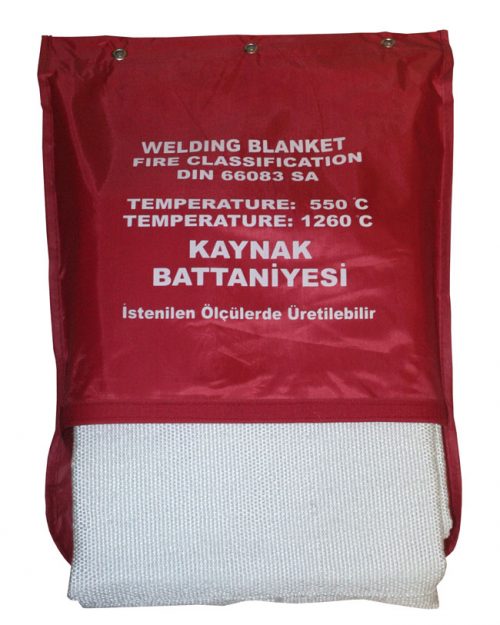 WELDING BLANKET
FIRE CLASSIFICATION
DIN 66083 SA
TEMPERATURE: 550 °C
TEMPERATURE: 1260 °C
KAYNAK
BATTANİYESİ
İstenilen Ölçülerde Üretilebilir